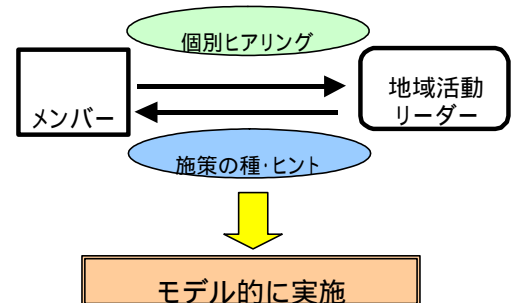 個別ヒアリング
メンバー
地域活動
リーダー
施策の種・ヒント
モデル的に実施